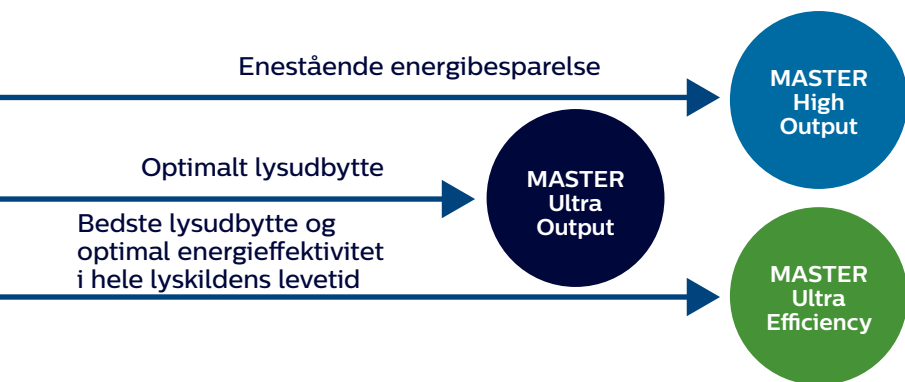 Enestående energibesparelse
MASTER
High
Output
Optimalt lysudbytte
MASTER
Ultra
Output
Bedste lysudbytte og
optimal energieffektivitet
i hele lyskildens levetid
MASTER
Ultra
Efficiency